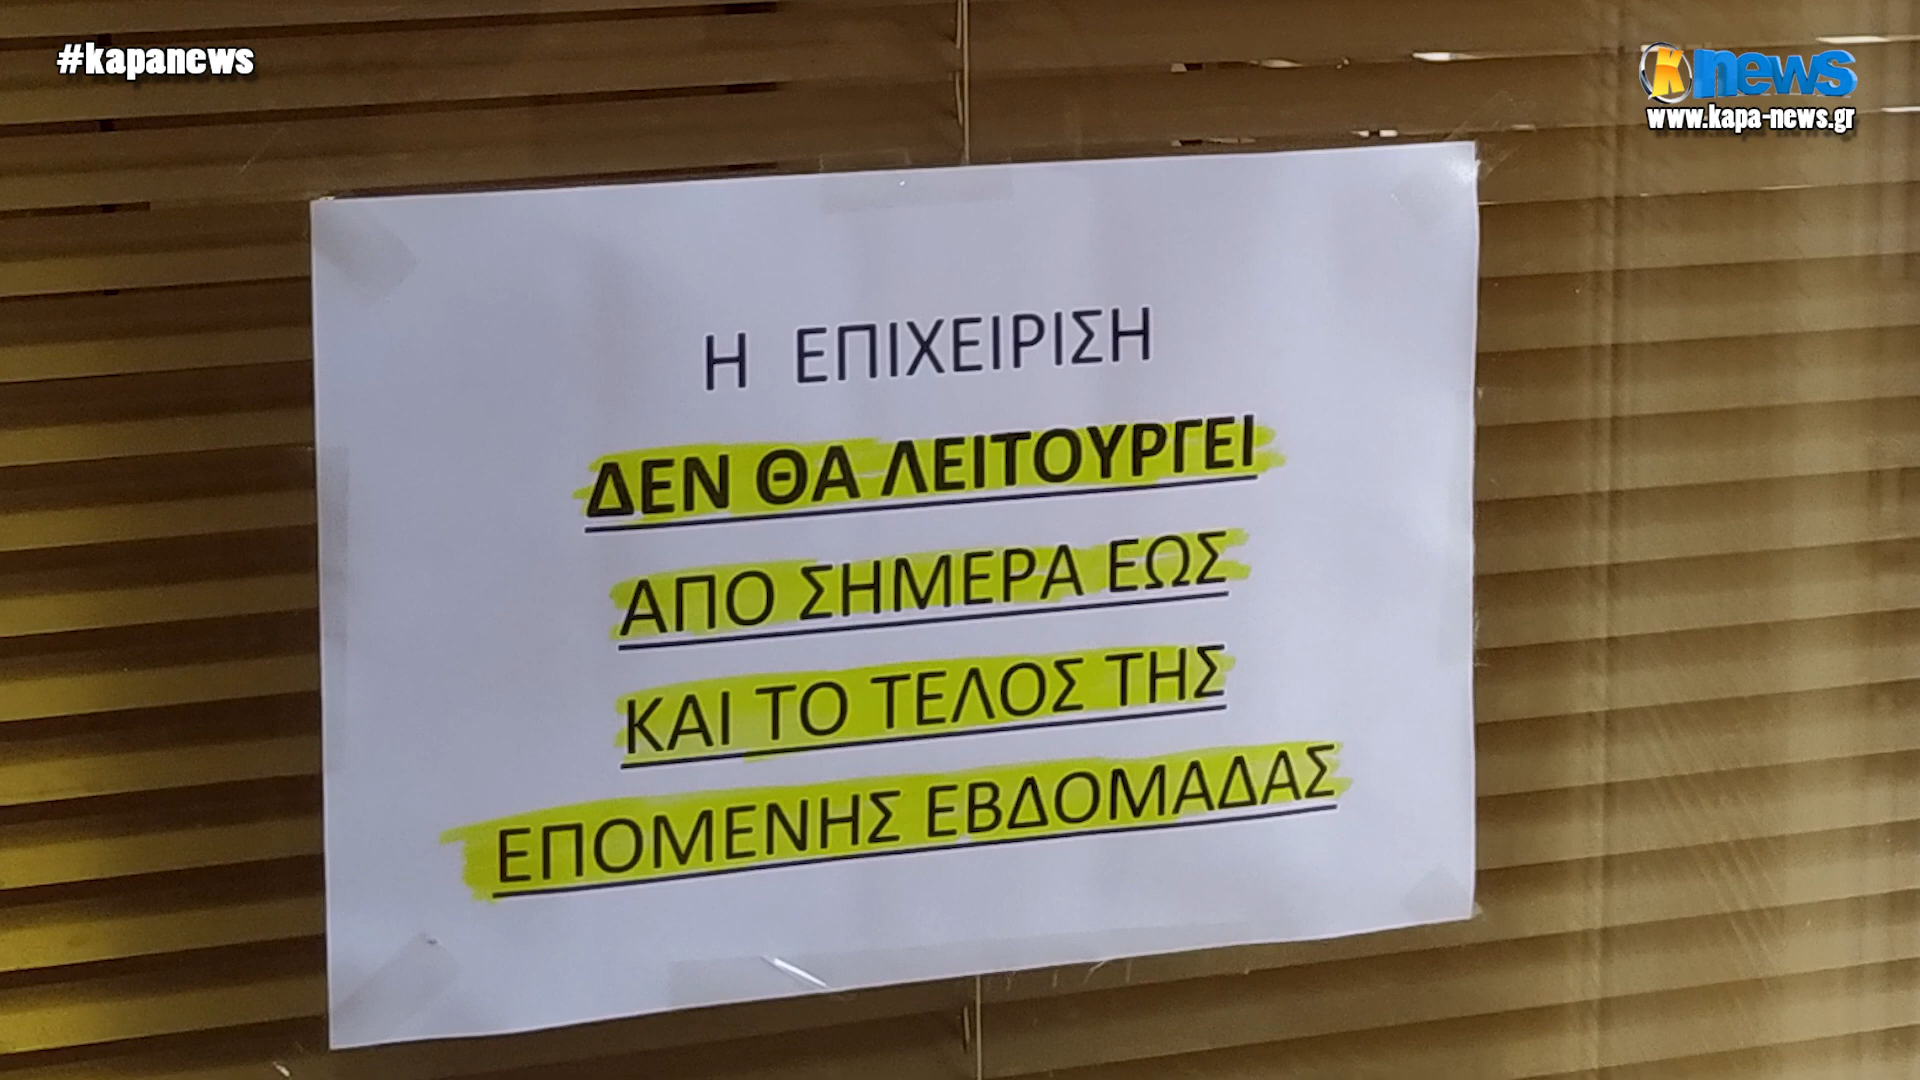 #kapanews
K news
www.kapa-news.gr
Η ΕΠΙΧΕΙΡΙΣΗ
ΔΕΝ ΘΑ ΛΕΙΤΟΥΡΓΕΙ
ΑΠΟ ΣΗΜΕΡΑ ΕΩΣ
ΚΑΙ ΤΟ ΤΕΛΟΣ ΤΗΣ
ΕΠΟΜΕΝΗΣ ΕΒΔΟΜΑΔΑΣ